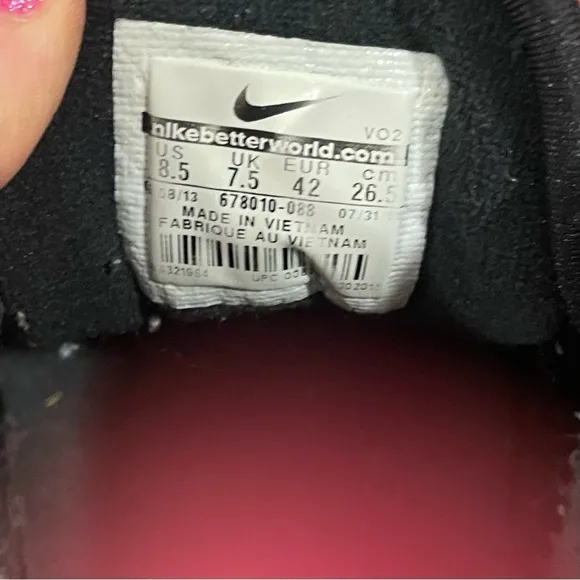 VO2
nikebetterworld.com
US UK EUR cm
8.5 7.5 42 26.5
08/13 678010-088 07/31
MADE IN VIETNAM
FABRIQUE AU VIETNAM
UPC